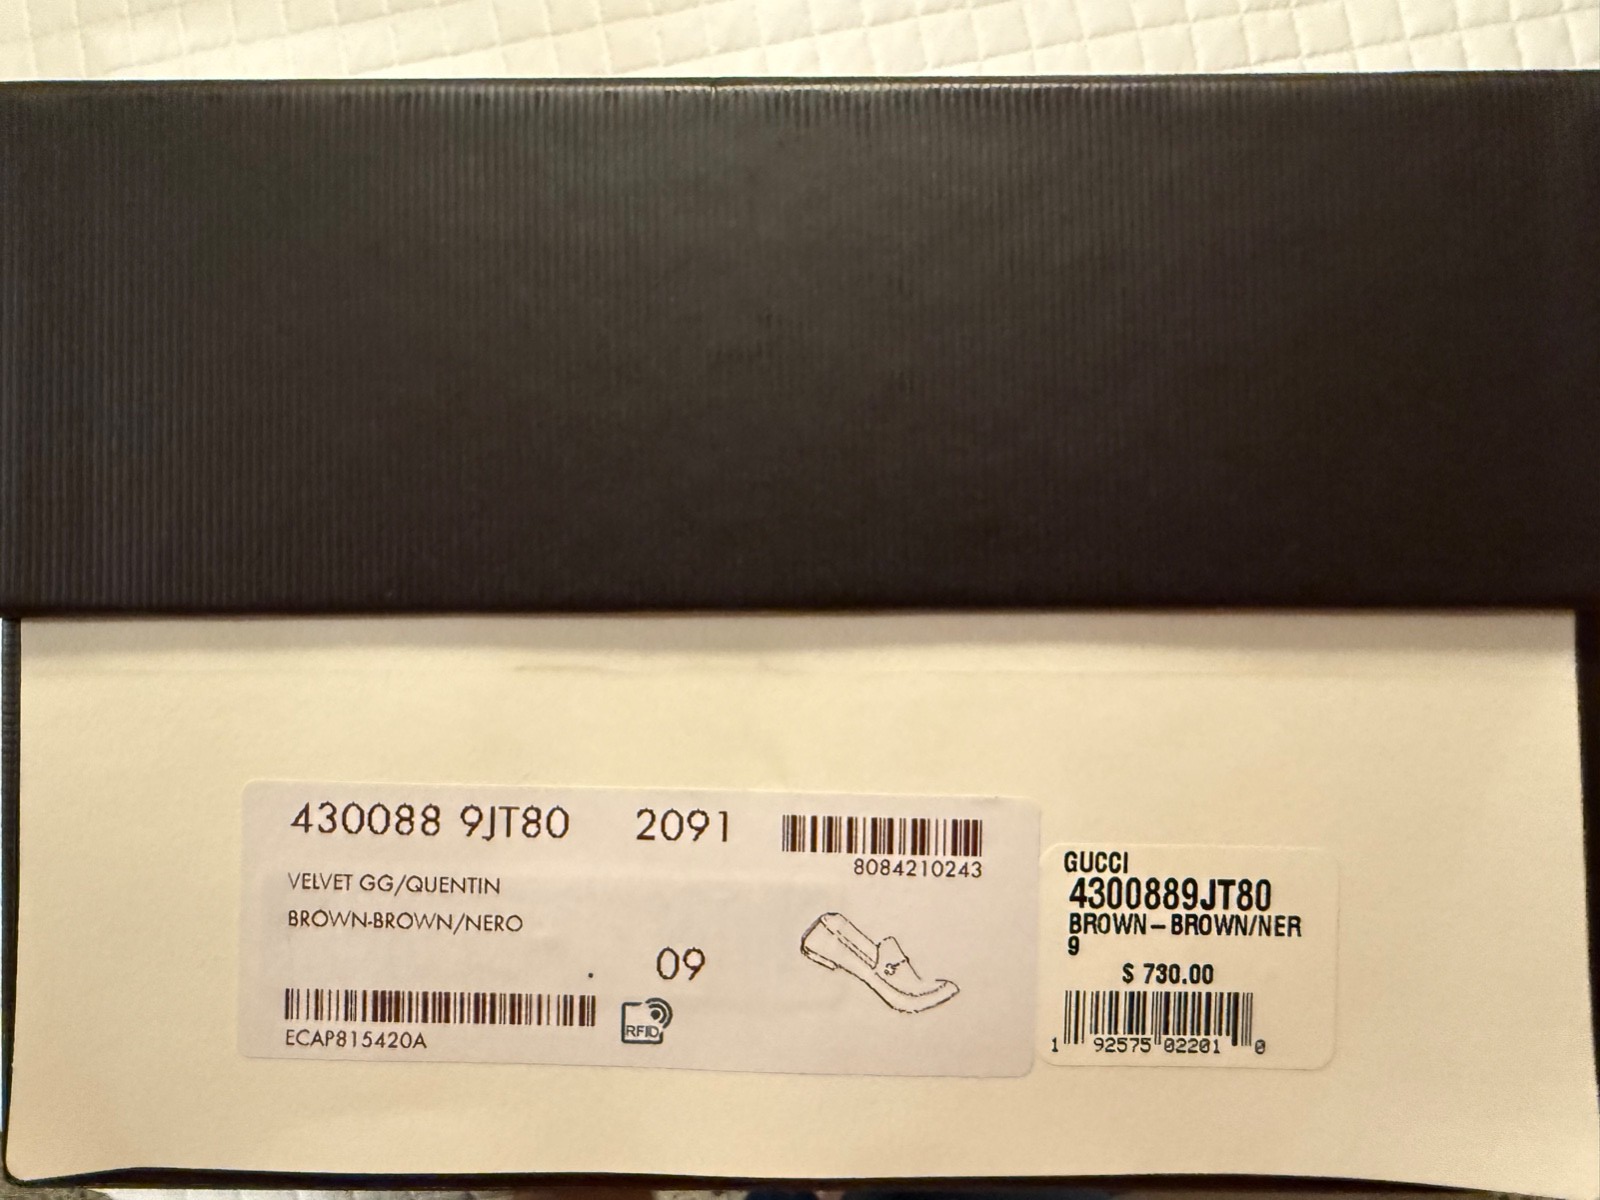 430088 9JT80 2091
8084210243
VELVET GG/QUENTIN
BROWN-BROWN/NERO
. 09
RFID
ECAP815420A
GUCCI
4300889JT80
BROWN-BROWN/NER
9
$ 730.00
1 92575 02201 0